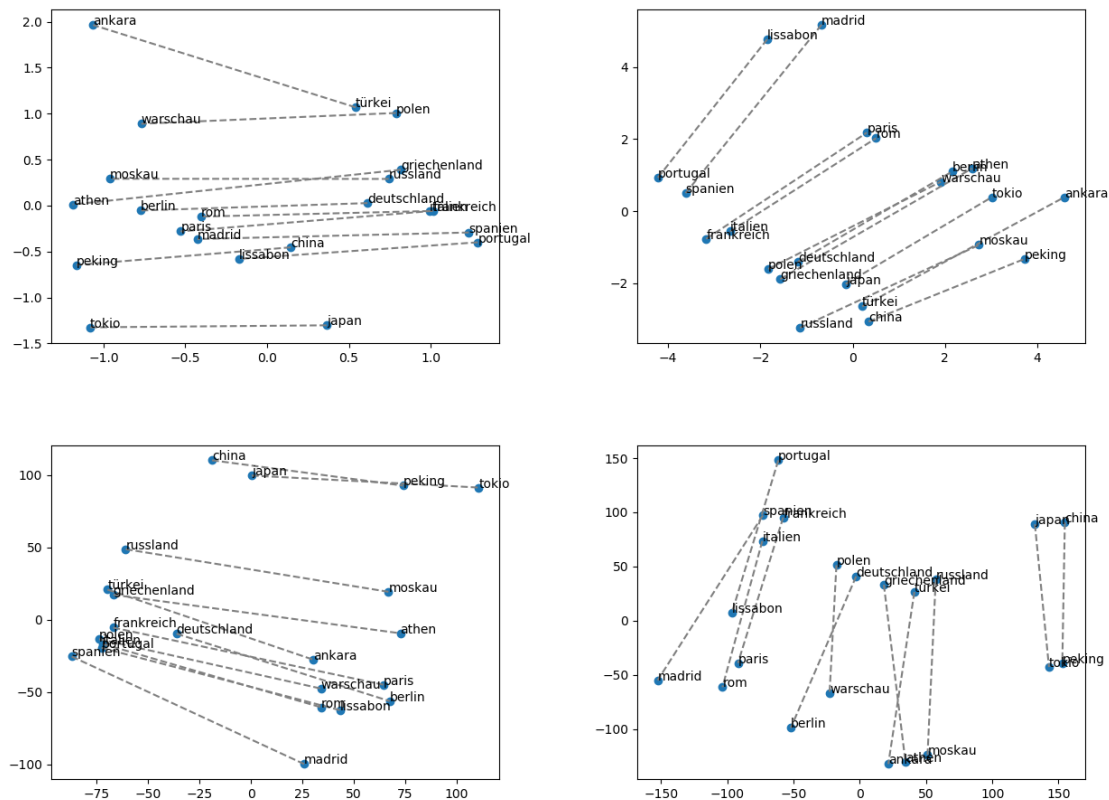 2.0
1.5
1.0
0.5
0.0
−0.5
−1.0
−1.5
−1.0
−0.5
0.0
0.5
1.0
ankara
türkei
polen
warschau
griechenland
moskau
russland
athen
deutschland
berlin
rom
italien
frankreich
paris
madrid
spanien
china
portugal
lissabon
peking
japan
tokio
4
2
0
−2
−4
−2
0
2
4
madrid
lissabon
paris
rom
berlin
athen
portugal
warschau
spanien
tokio
ankara
italien
frankreich
moskau
deutschland
polen
peking
griechenland
japan
türkei
china
russland
100
50
0
−50
−100
−75
−50
−25
0
25
50
75
100
china
japan
peking
tokio
russland
türkei
griechenland
moskau
frankreich
deutschland
athen
polen
italien
portugal
spanien
ankara
warschau
paris
berlin
rom
lissabon
madrid
150
100
50
0
−50
−100
−150
−100
−50
0
50
100
150
portugal
spanien
frankreich
japan
china
italien
polen
deutschland
griechenland
russland
türkei
lissabon
paris
tokio
peking
madrid
rom
warschau
berlin
moskau
ankara
athen